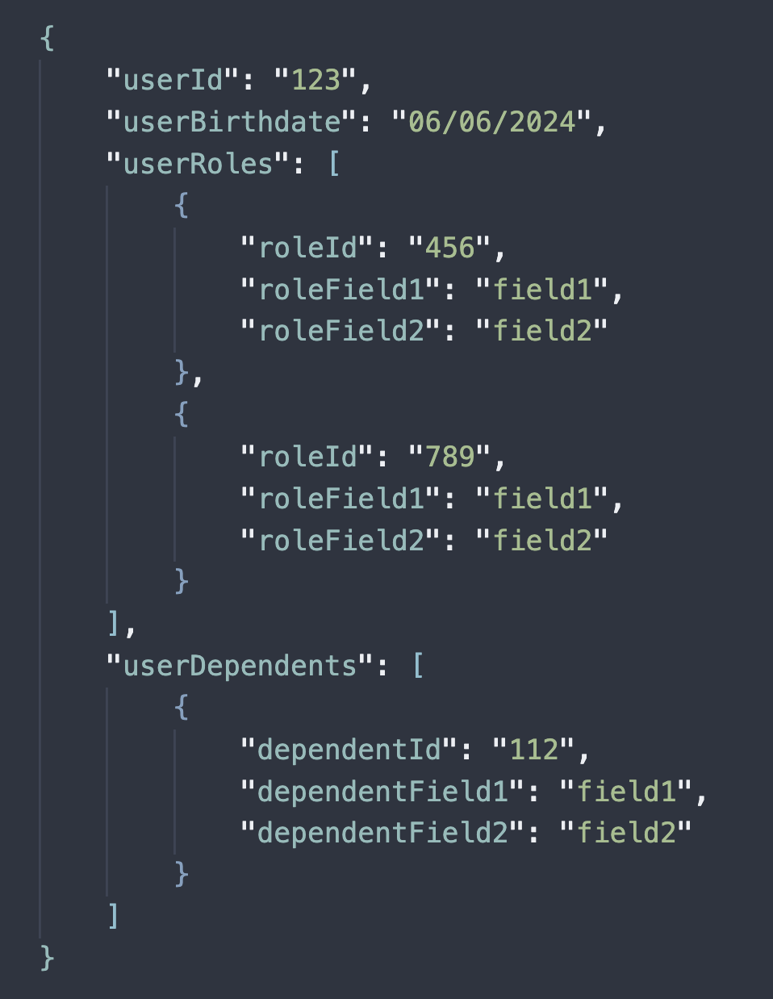 {
    "userId": "123",
    "userBirthdate": "06/06/2024",
    "userRoles": [
        {
            "roleId": "456",
            "roleField1": "field1",
            "roleField2": "field2"
        },
        {
            "roleId": "789",
            "roleField1": "field1",
            "roleField2": "field2"
        }
    ],
    "userDependents": [
        {
            "dependentId": "112",
            "dependentField1": "field1",
            "dependentField2": "field2"
        }
    ]
}